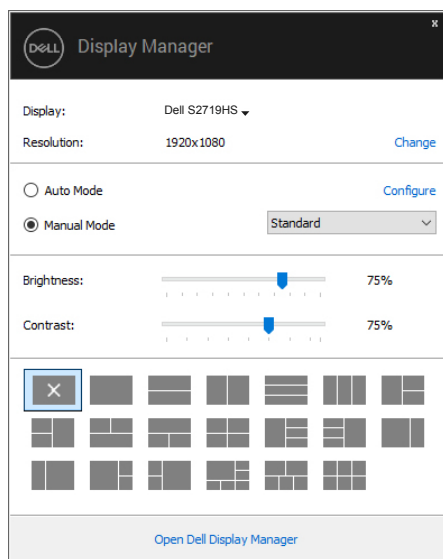 x
DELL Display Manager
Display: Dell S2719HS
Resolution: 1920x1080 Change
Auto Mode Configure
Manual Mode Standard
Brightness: 75%
Contrast: 75%
Open Dell Display Manager